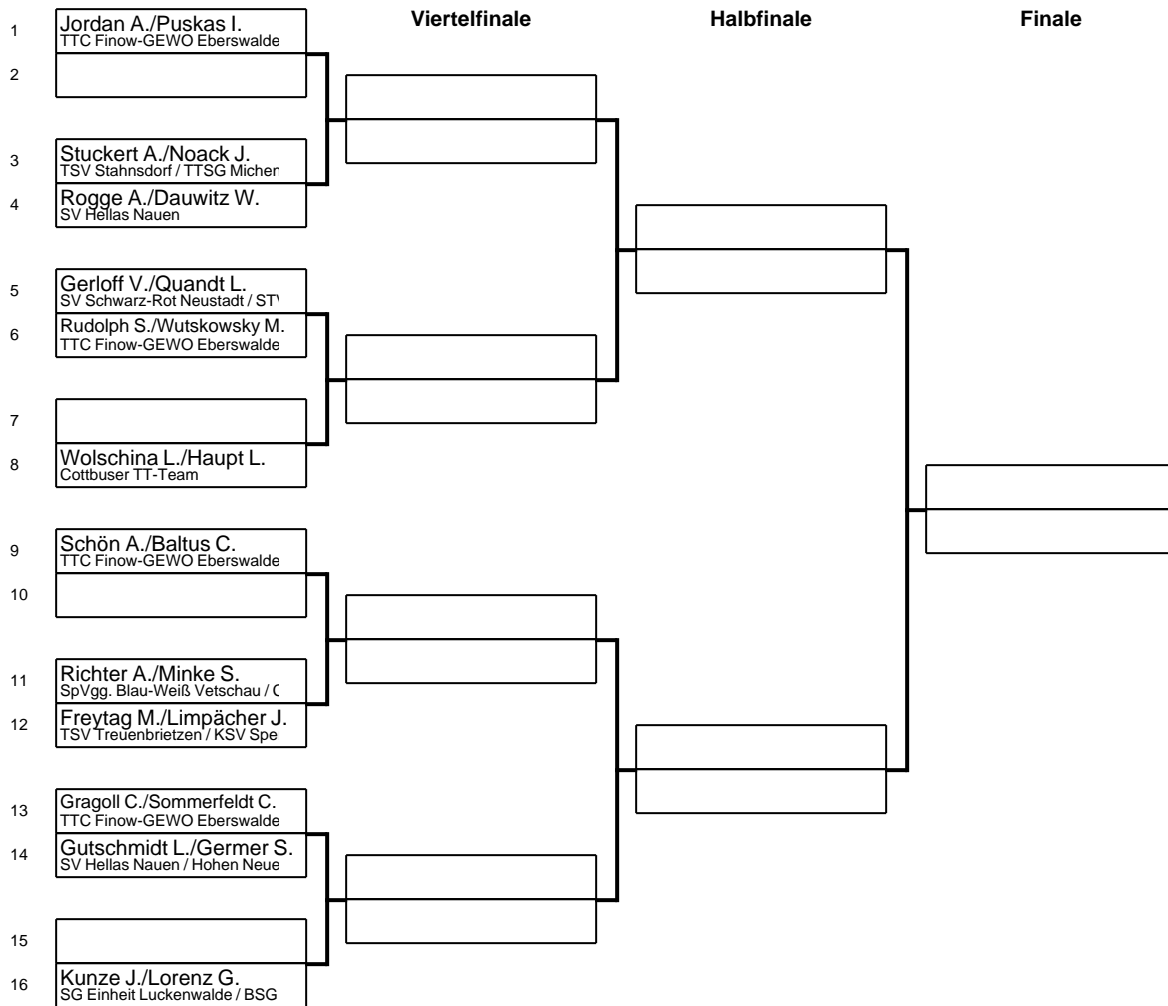 Viertelfinale Halbfinale Finale
1 Jordan A./Puskas I.
TTC Finow-GEWO Eberswalde
2
3 Stuckert A./Noack J.
TSV Stahnsdorf / TTSG Micher
4 Rogge A./Dauwitz W.
SV Hellas Nauen
5 Gerloff V./Quandt L.
SV Schwarz-Rot Neustadt / ST
6 Rudolph S./Wutskowsky M.
TTC Finow-GEWO Eberswalde
7
8 Wolschina L./Haupt L.
Cottbuser TT-Team
9 Schön A./Baltus C.
TTC Finow-GEWO Eberswalde
10
11 Richter A./Minke S.
SpVgg. Blau-Weiß Vetschau /
12 Freytag M./Limpächer J.
TSV Treuenbrietzen / KSV Spe
13 Gragoll C./Sommerfeldt C.
TTC Finow-GEWO Eberswalde
14 Gutschmidt L./Germer S.
SV Hellas Nauen / Hohen Neue
15
16 Kunze J./Lorenz G.
SG Einheit Luckenwalde / BSG